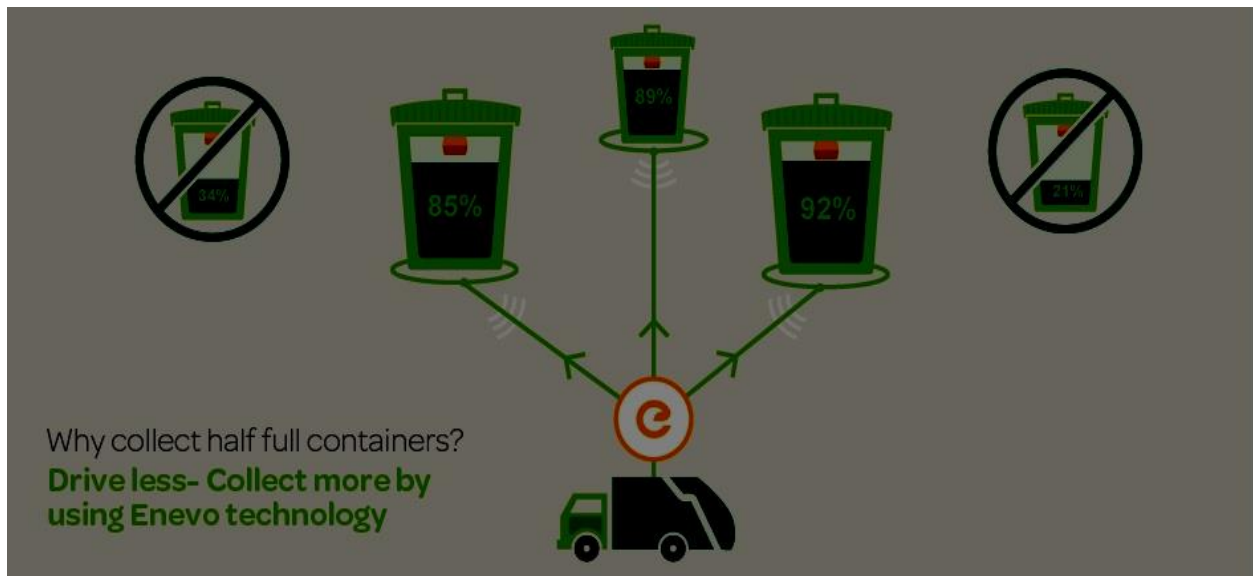 89%
34%
85%
92%
21%
e
Why collect half full containers?
Drive less- Collect more by
using Enevo technology